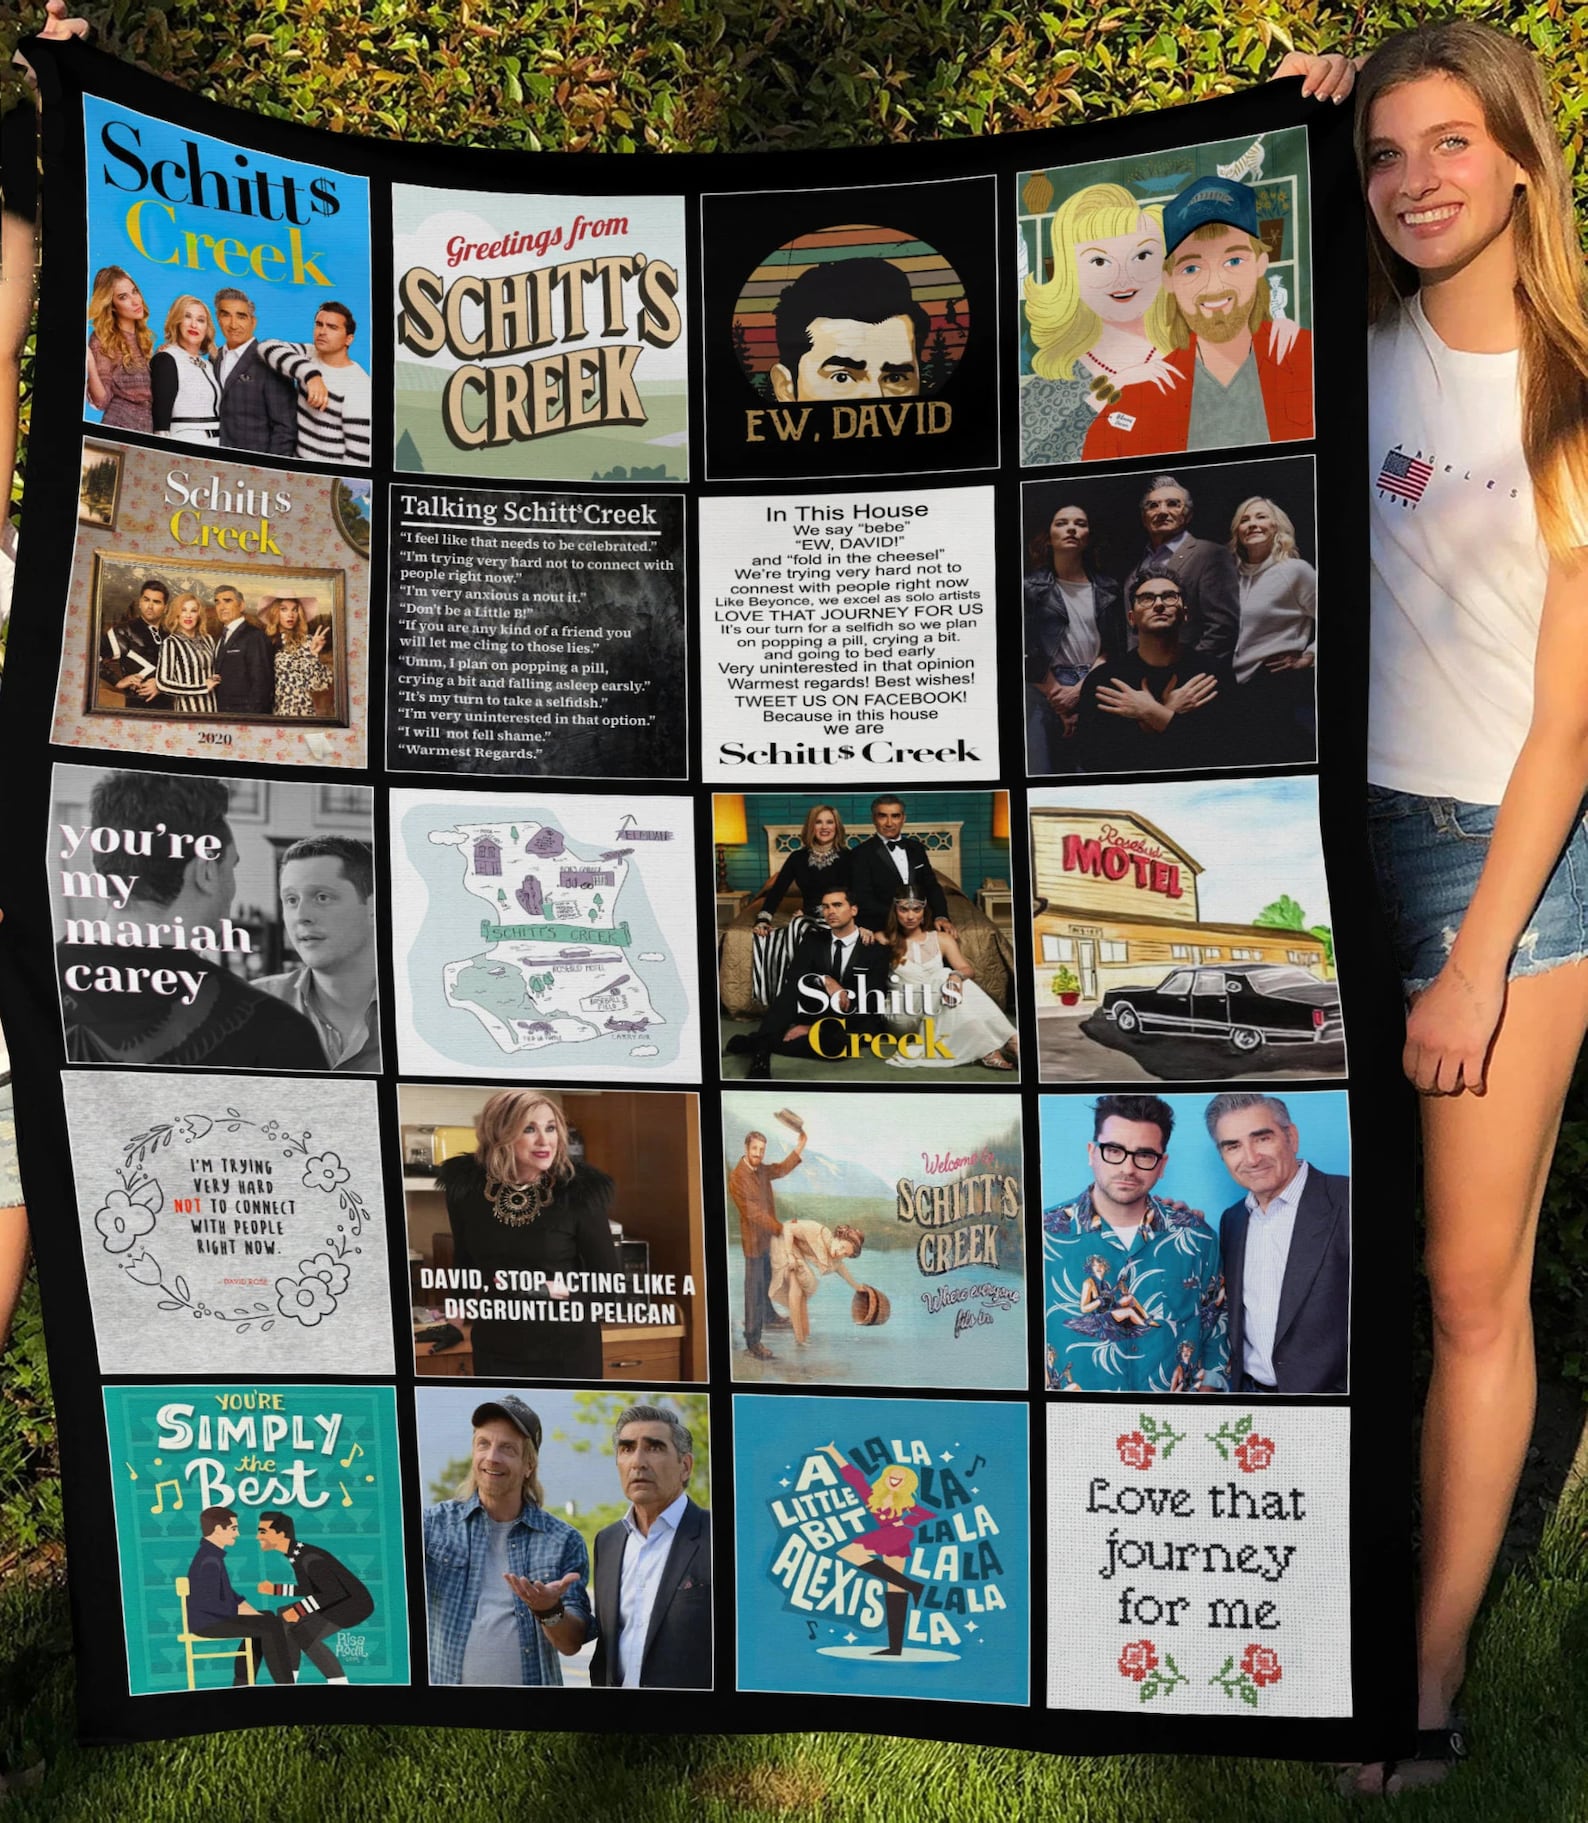 Schitt$
Creek
Greetings from
SCHITT'S
CREEK
EW, DAVID
Schitt$
Creek
2020
Talking Schitt$Creek
"I feel like that needs to be celebrated."
"I'm trying very hard not to connect with
people right now."
"I'm very anxious a nout it."
"Don't be a Little B!"
"If you are any kind of a friend you
will let me cling to those lies."
"Umm, I plan on popping a pill,
crying a bit and falling asleep earsly."
"It's my turn to take a selfidsh."
"I'm very uninterested in that option."
"I will not fell shame."
"Warmest Regards."
In This House
We say "bebe"
"EW, DAVID!"
and "fold in the cheesel"
We're trying very hard not to
connest with people right now
Like Beyonce, we excel as solo artists
LOVE THAT JOURNEY FOR US
It's our turn for a selfidh so we plan
on popping a pill, crying a bit.
and going to bed early
Very uninterested in that opinion
Warmest regards! Best wishes!
TWEET US ON FACEBOOK!
Because in this house
we are
Schitt$ Creek
you're
my
mariah
carey
ELMDALE
SCHITT'S CREEK
ROSEBUD MOTEL
BASEBALL
FIELD
Schitt$
Creek
Rosebud
MOTEL
I'M TRYING
VERY HARD
NOT TO CONNECT
WITH PEOPLE
RIGHT NOW.
- DAVID ROSE
DAVID, STOP ACTING LIKE A
DISGRUNTLED PELICAN
Welcome to
SCHITT'S
CREEK
Where everyone
fits in.
YOU'RE
SIMPLY
the
BEST
Risa
Rodil
.com
A
LITTLE
BIT
ALEXIS
LA LA
LA
LALA
LALA
LALA
LA
Love that
journey
for me
ANGELES
1984